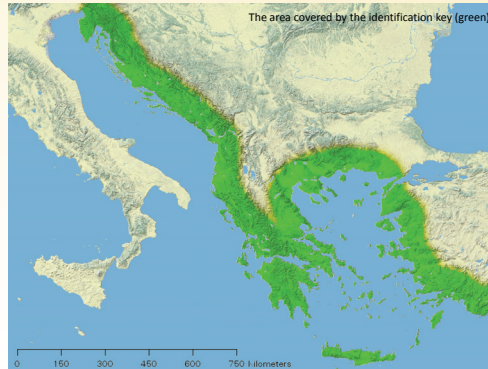 The area covered by the identification key (green)
0 150 300 450 600 750 Kilometers